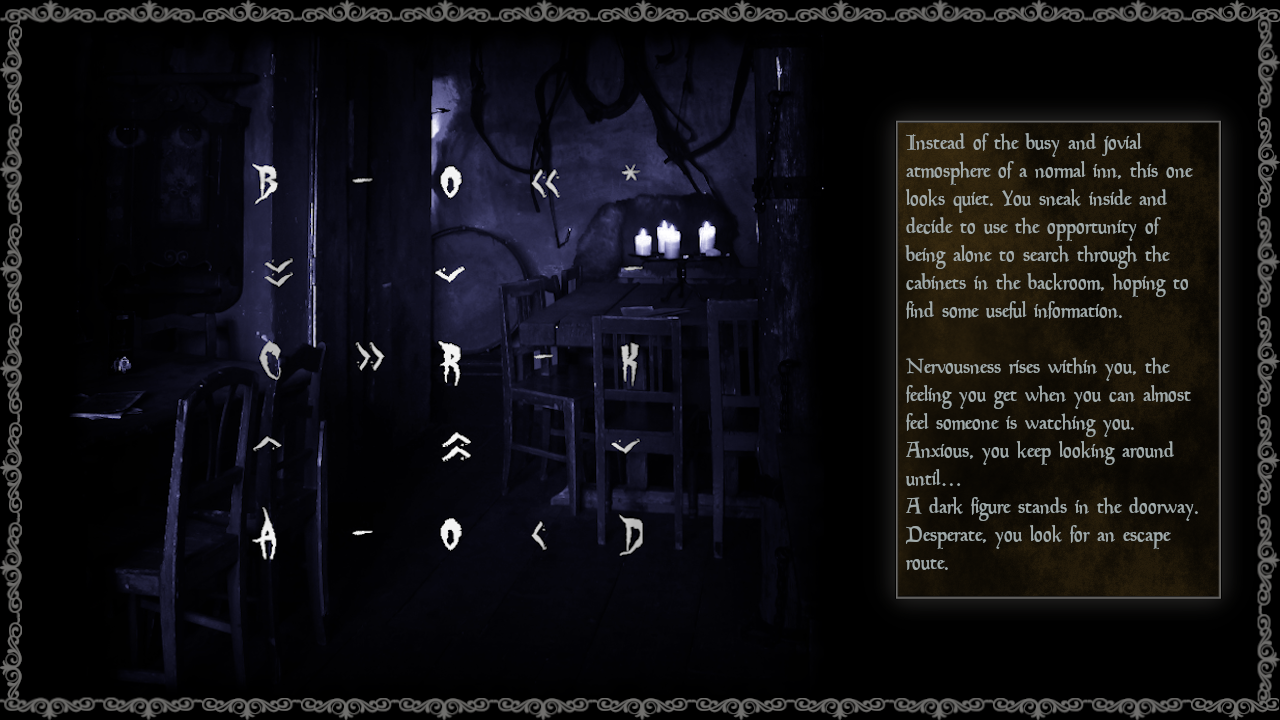 B - O « *
⌄⌄ ⌄
C » R - K
^ ^^ ⌄
A - O < D
Instead of the busy and jovial
atmosphere of a normal inn, this one
looks quiet. You sneak inside and
decide to use the opportunity of
being alone to search through the
cabinets in the backroom, hoping to
find some useful information.
Nervousness rises within you, the
feeling you get when you can almost
feel someone is watching you.
Anxious, you keep looking around
until...
A dark figure stands in the doorway.
Desperate, you look for an escape
route.